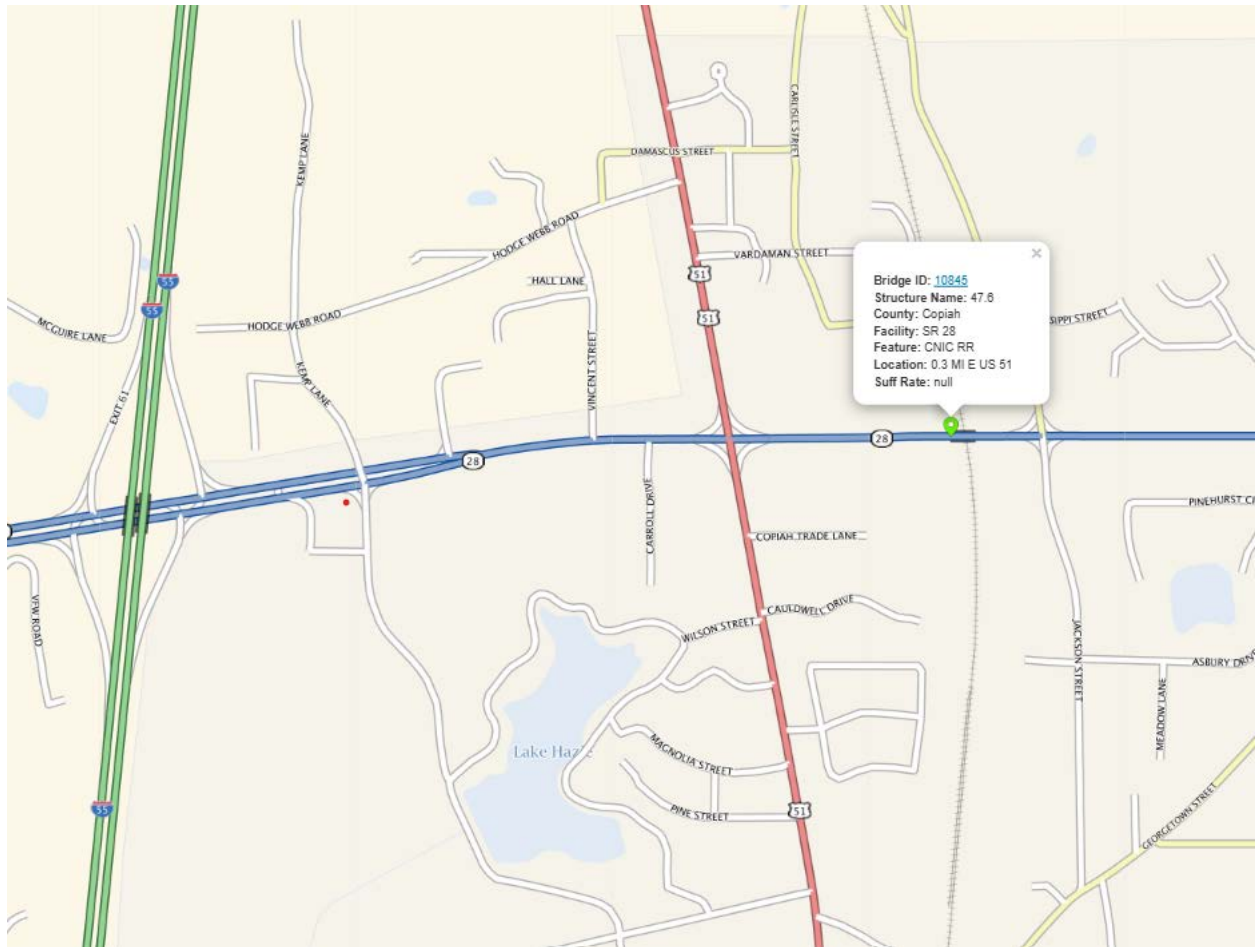 CARLISLE STREET
DAMASCUS STREET
KEMP LANE
HODGE WEBB ROAD
VARDAMAN STREET
51
55
HALL LANE
55
51
HODGE WEBB ROAD
MCGUIRE LANE
Bridge ID: 10845
Structure Name: 47.6
County: Copiah
Facility: SR 28
Feature: CNIC RR
Location: 0.3 MI E US 51
Suff Rate: null
SIPPI STREET
EXIT 61
KEMP LANE
VINCENT STREET
28
28
CARROLL DRIVE
PINEHURST CI
COPIAH TRADE LANE
VFW ROAD
CAULDWELL DRIVE
WILSON STREET
JACKSON STREET
ASBURY DRIVE
MEADOW LANE
Lake Hazle
MAGNOLIA STREET
55
PINE STREET
51
GEORGETOWN STREET